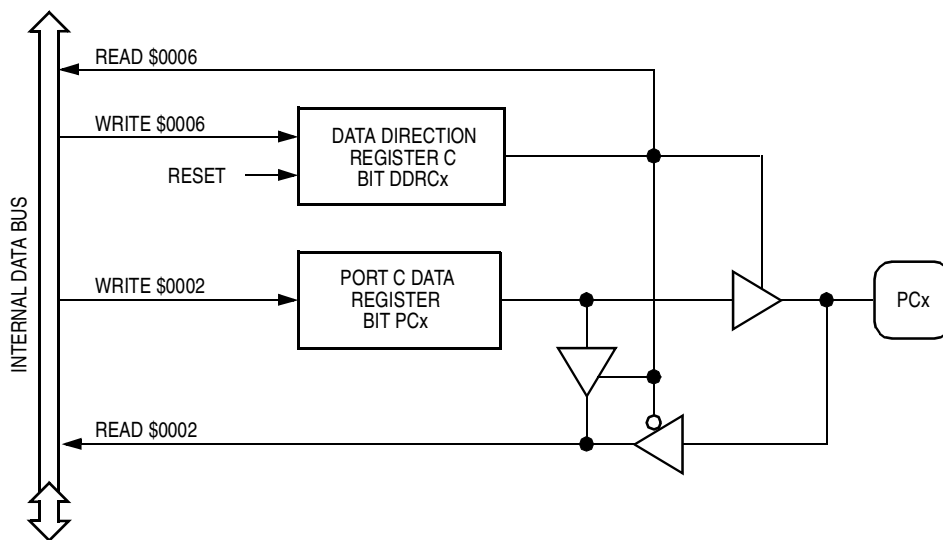 READ $0006
WRITE $0006
DATA DIRECTION
REGISTER C
BIT DDRCx
RESET
INTERNAL DATA BUS
WRITE $0002
PORT C DATA
REGISTER
BIT PCx
PCx
READ $0002